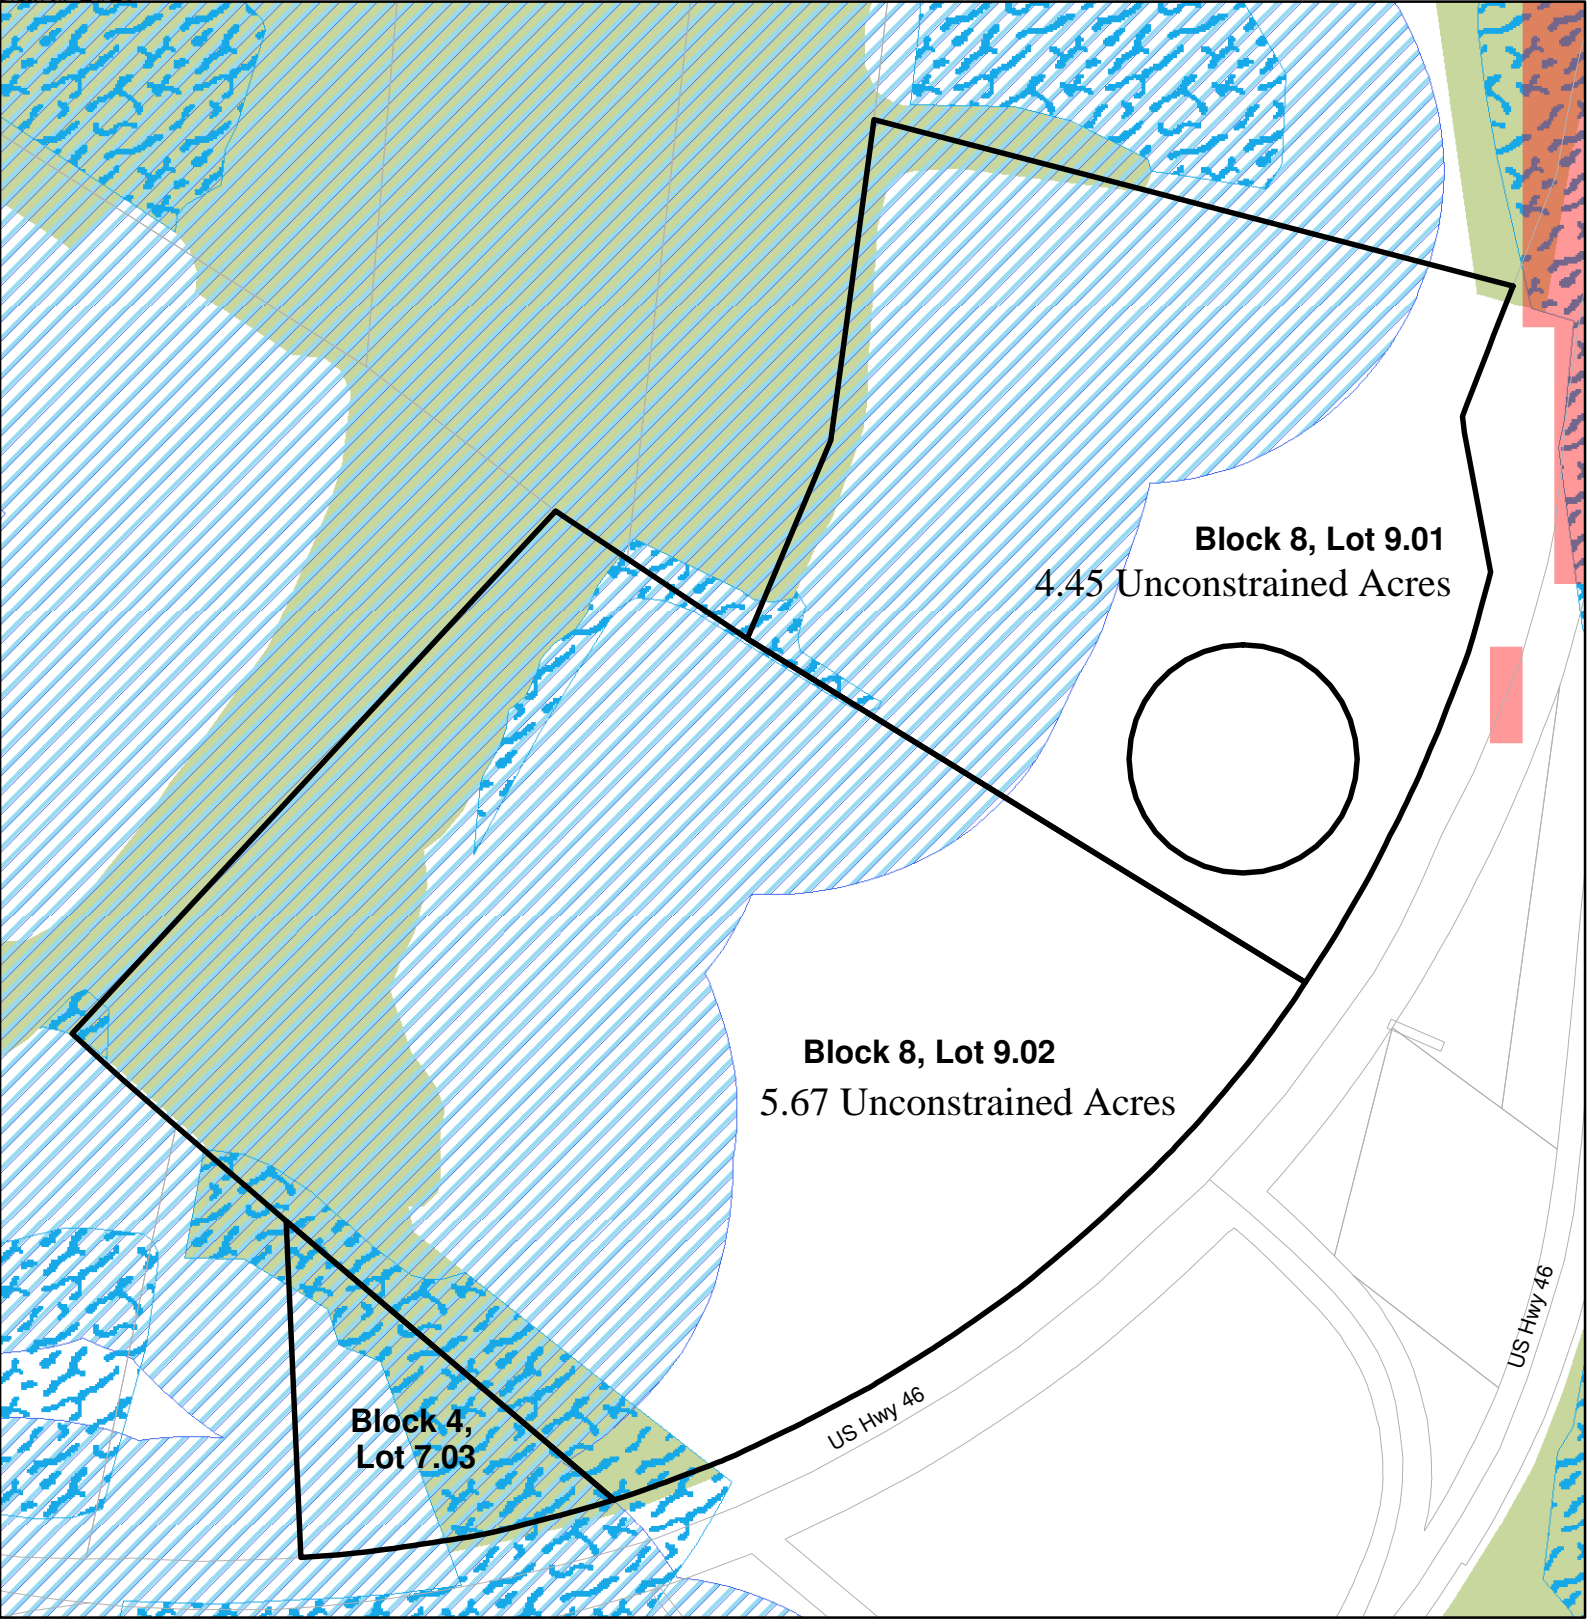 Block 8, Lot 9.01
4.45 Unconstrained Acres
Block 8, Lot 9.02
5.67 Unconstrained Acres
US Hwy 46
US Hwy 46
Block 4,
Lot 7.03